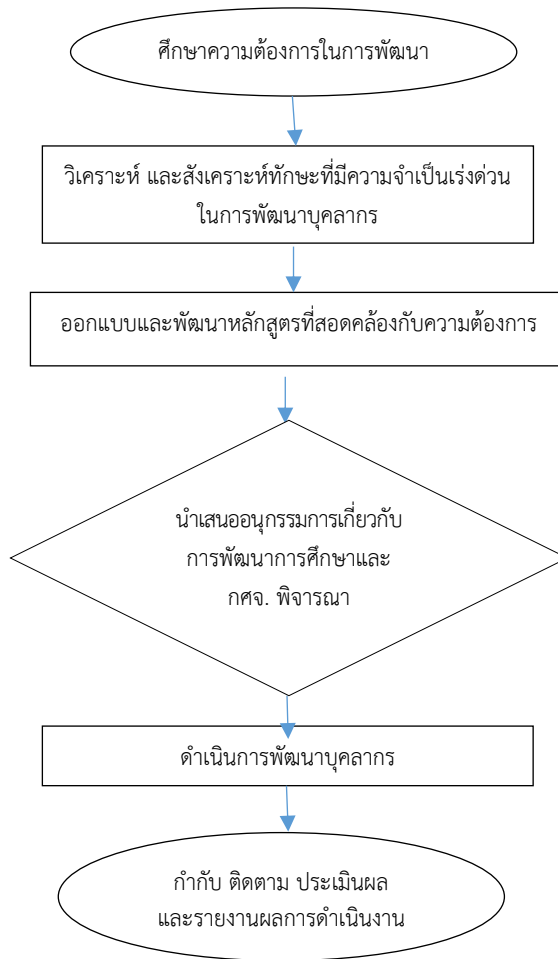 ศึกษาความต้องการในการพัฒนา
วิเคราะห์ และสังเคราะห์ทักษะที่มีความจำเป็นเร่งด่วน
ในการพัฒนาบุคลากร
ออกแบบและพัฒนาหลักสูตรที่สอดคล้องกับความต้องการ
นำเสนออนุกรรมการเกี่ยวกับ
การพัฒนาการศึกษาและ
กศจ. พิจารณา
ดำเนินการพัฒนาบุคลากร
กำกับ ติดตาม ประเมินผล
และรายงานผลการดำเนินงาน